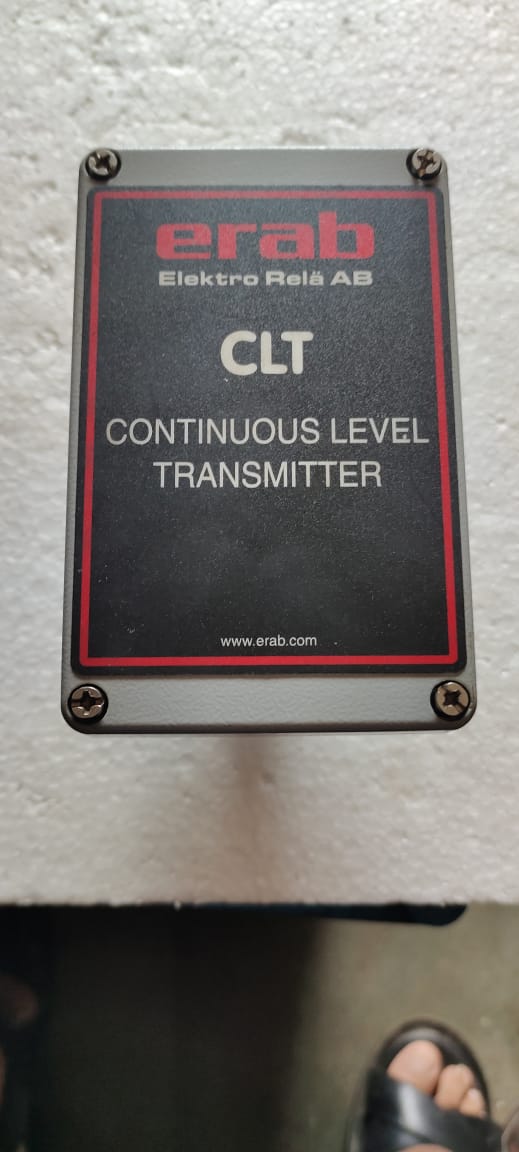 erab
Elektro Relä AB
CLT
CONTINUOUS LEVEL
TRANSMITTER
www.erab.com